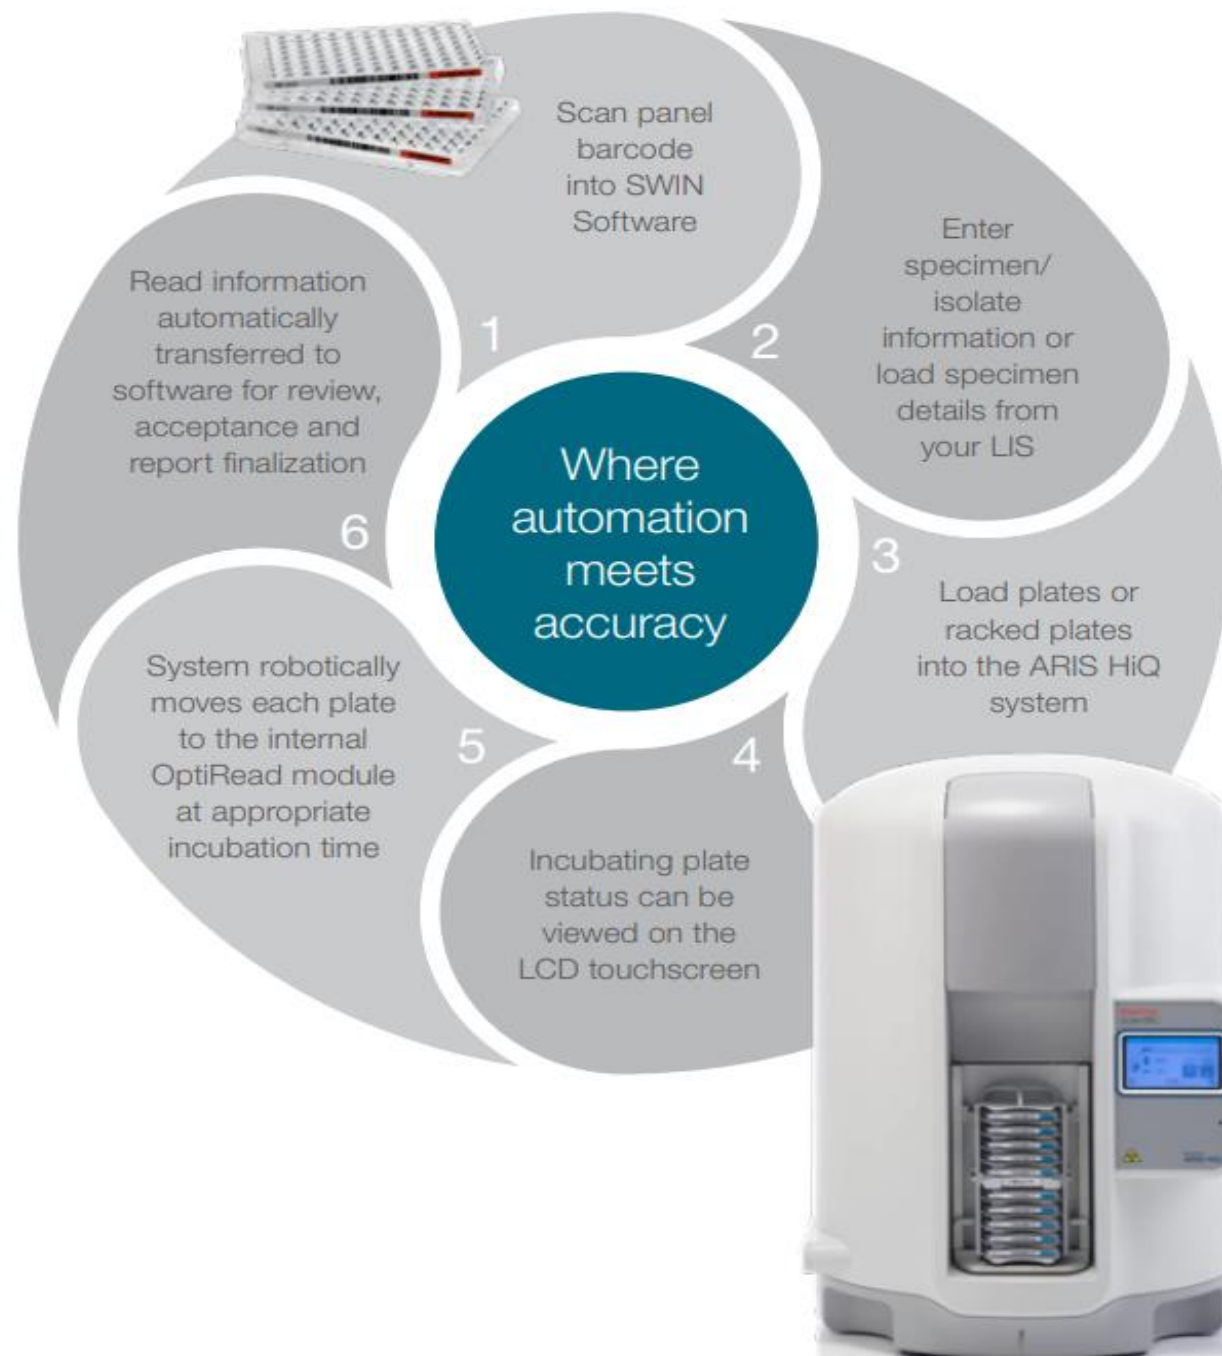 Scan panel
barcode
into SWIN
Software
1
Enter
specimen/
isolate
information or
load specimen
details from
your LIS
2
Load plates or
racked plates
into the ARIS HiQ
system
3
Incubating plate
status can be
viewed on the
LCD touchscreen
4
System robotically
moves each plate
to the internal
OptiRead module
at appropriate
incubation time
5
Read information
automatically
transferred to
software for review,
acceptance and
report finalization
6
Where
automation
meets
accuracy